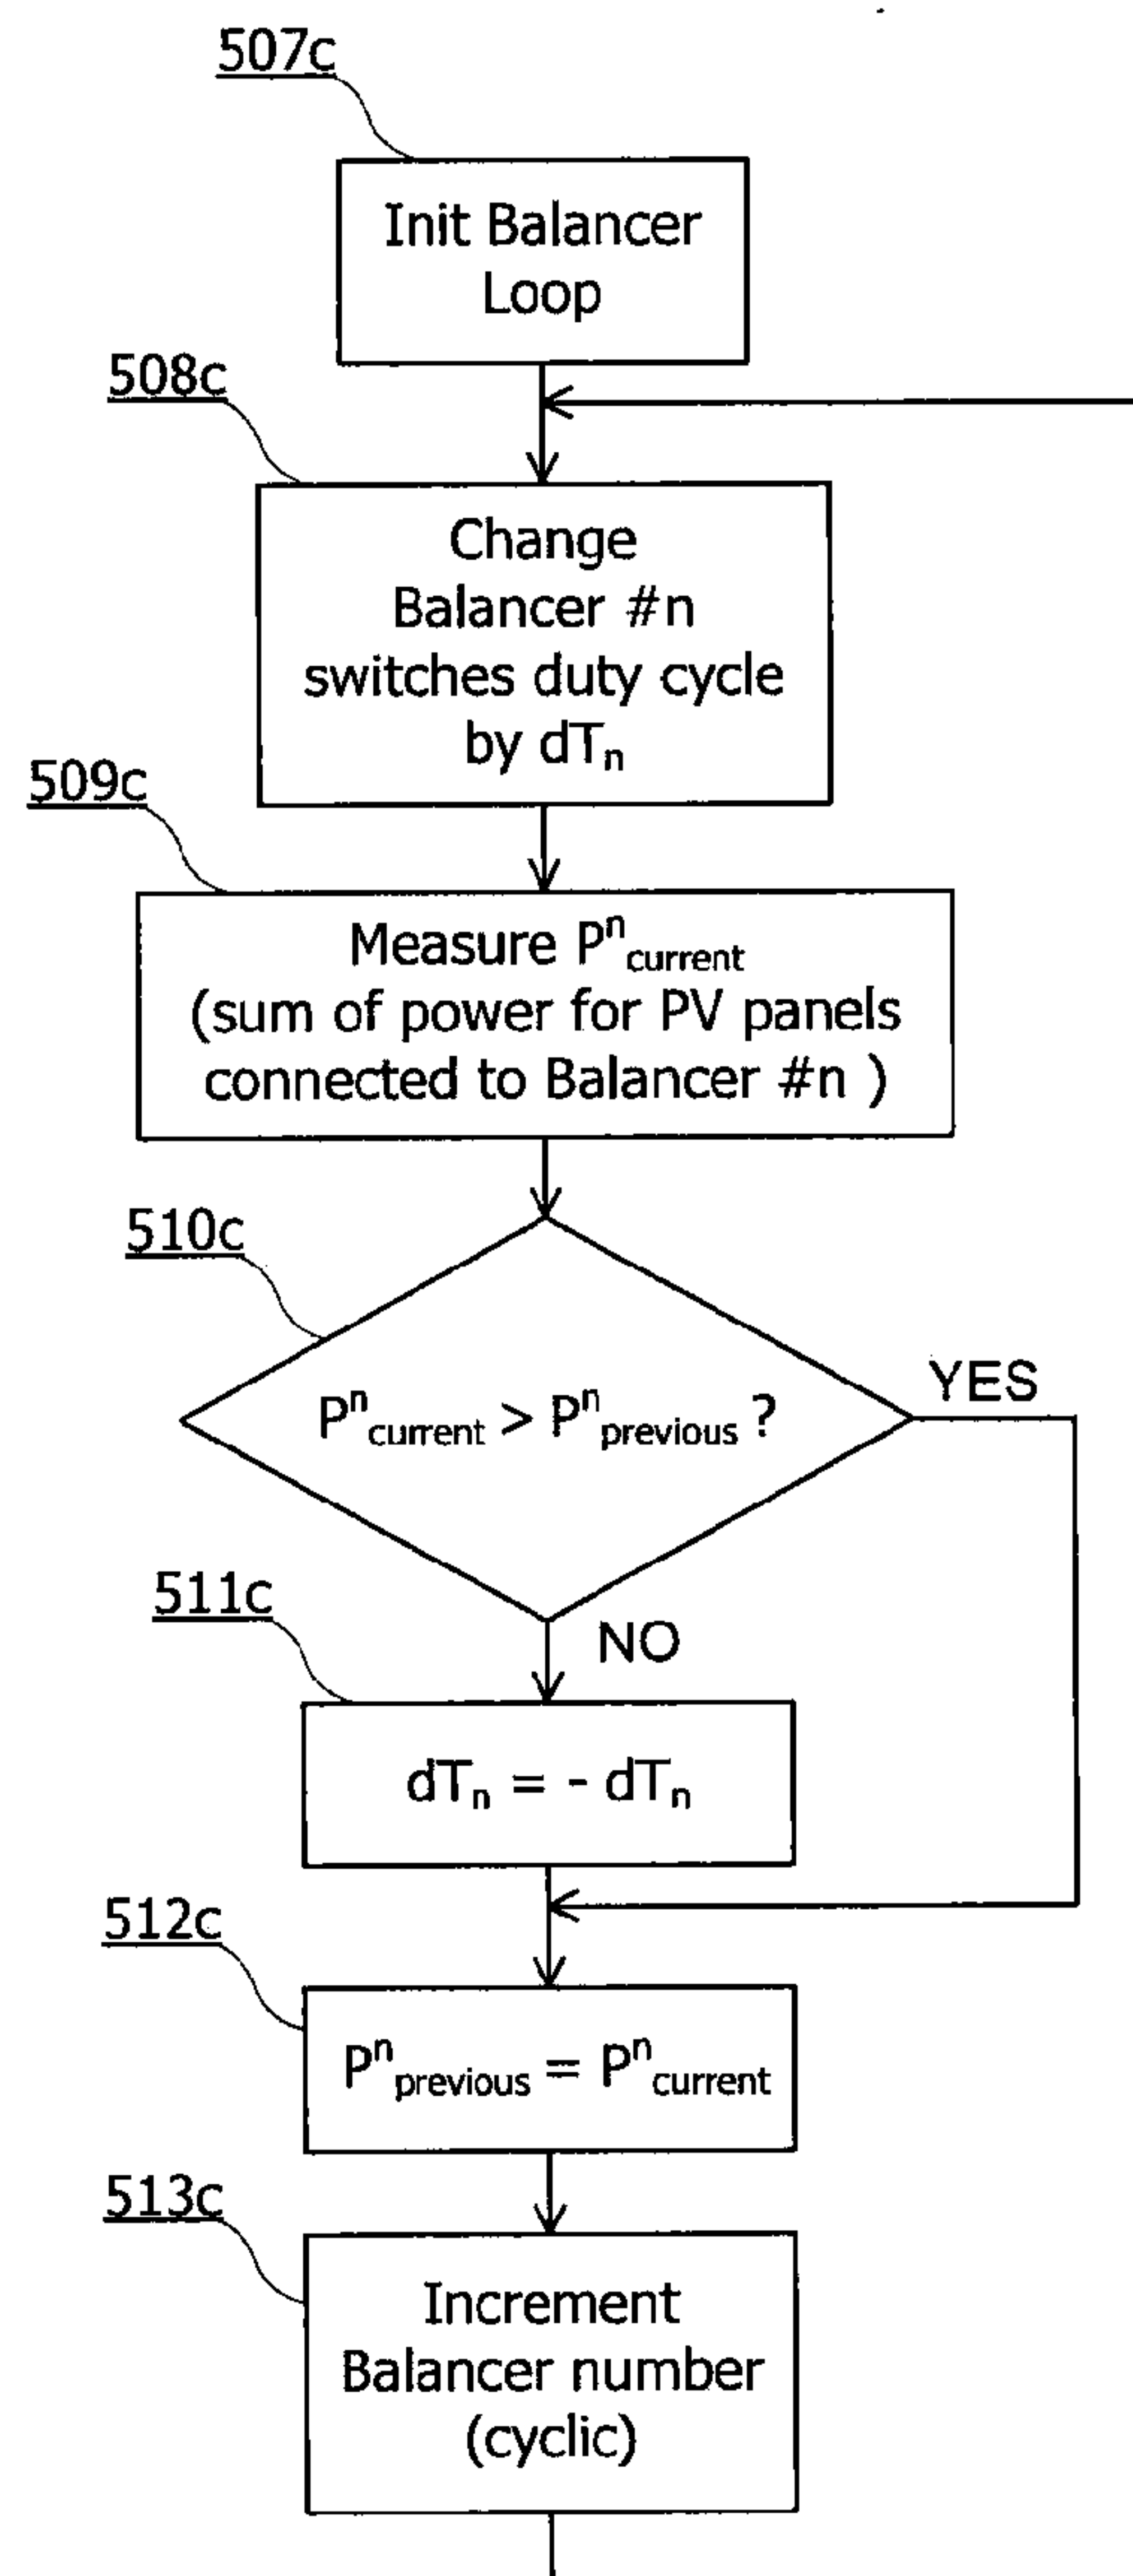 507c
Init Balancer
Loop
508c
Change
Balancer #n
switches duty cycle
by dTₙ
509c
Measure Pⁿcurrent
(sum of power for PV panels
connected to Balancer #n )
510c
Pⁿcurrent > Pⁿprevious ?
YES
511c
NO
dTₙ = - dTₙ
512c
Pⁿprevious = Pⁿcurrent
513c
Increment
Balancer number
(cyclic)